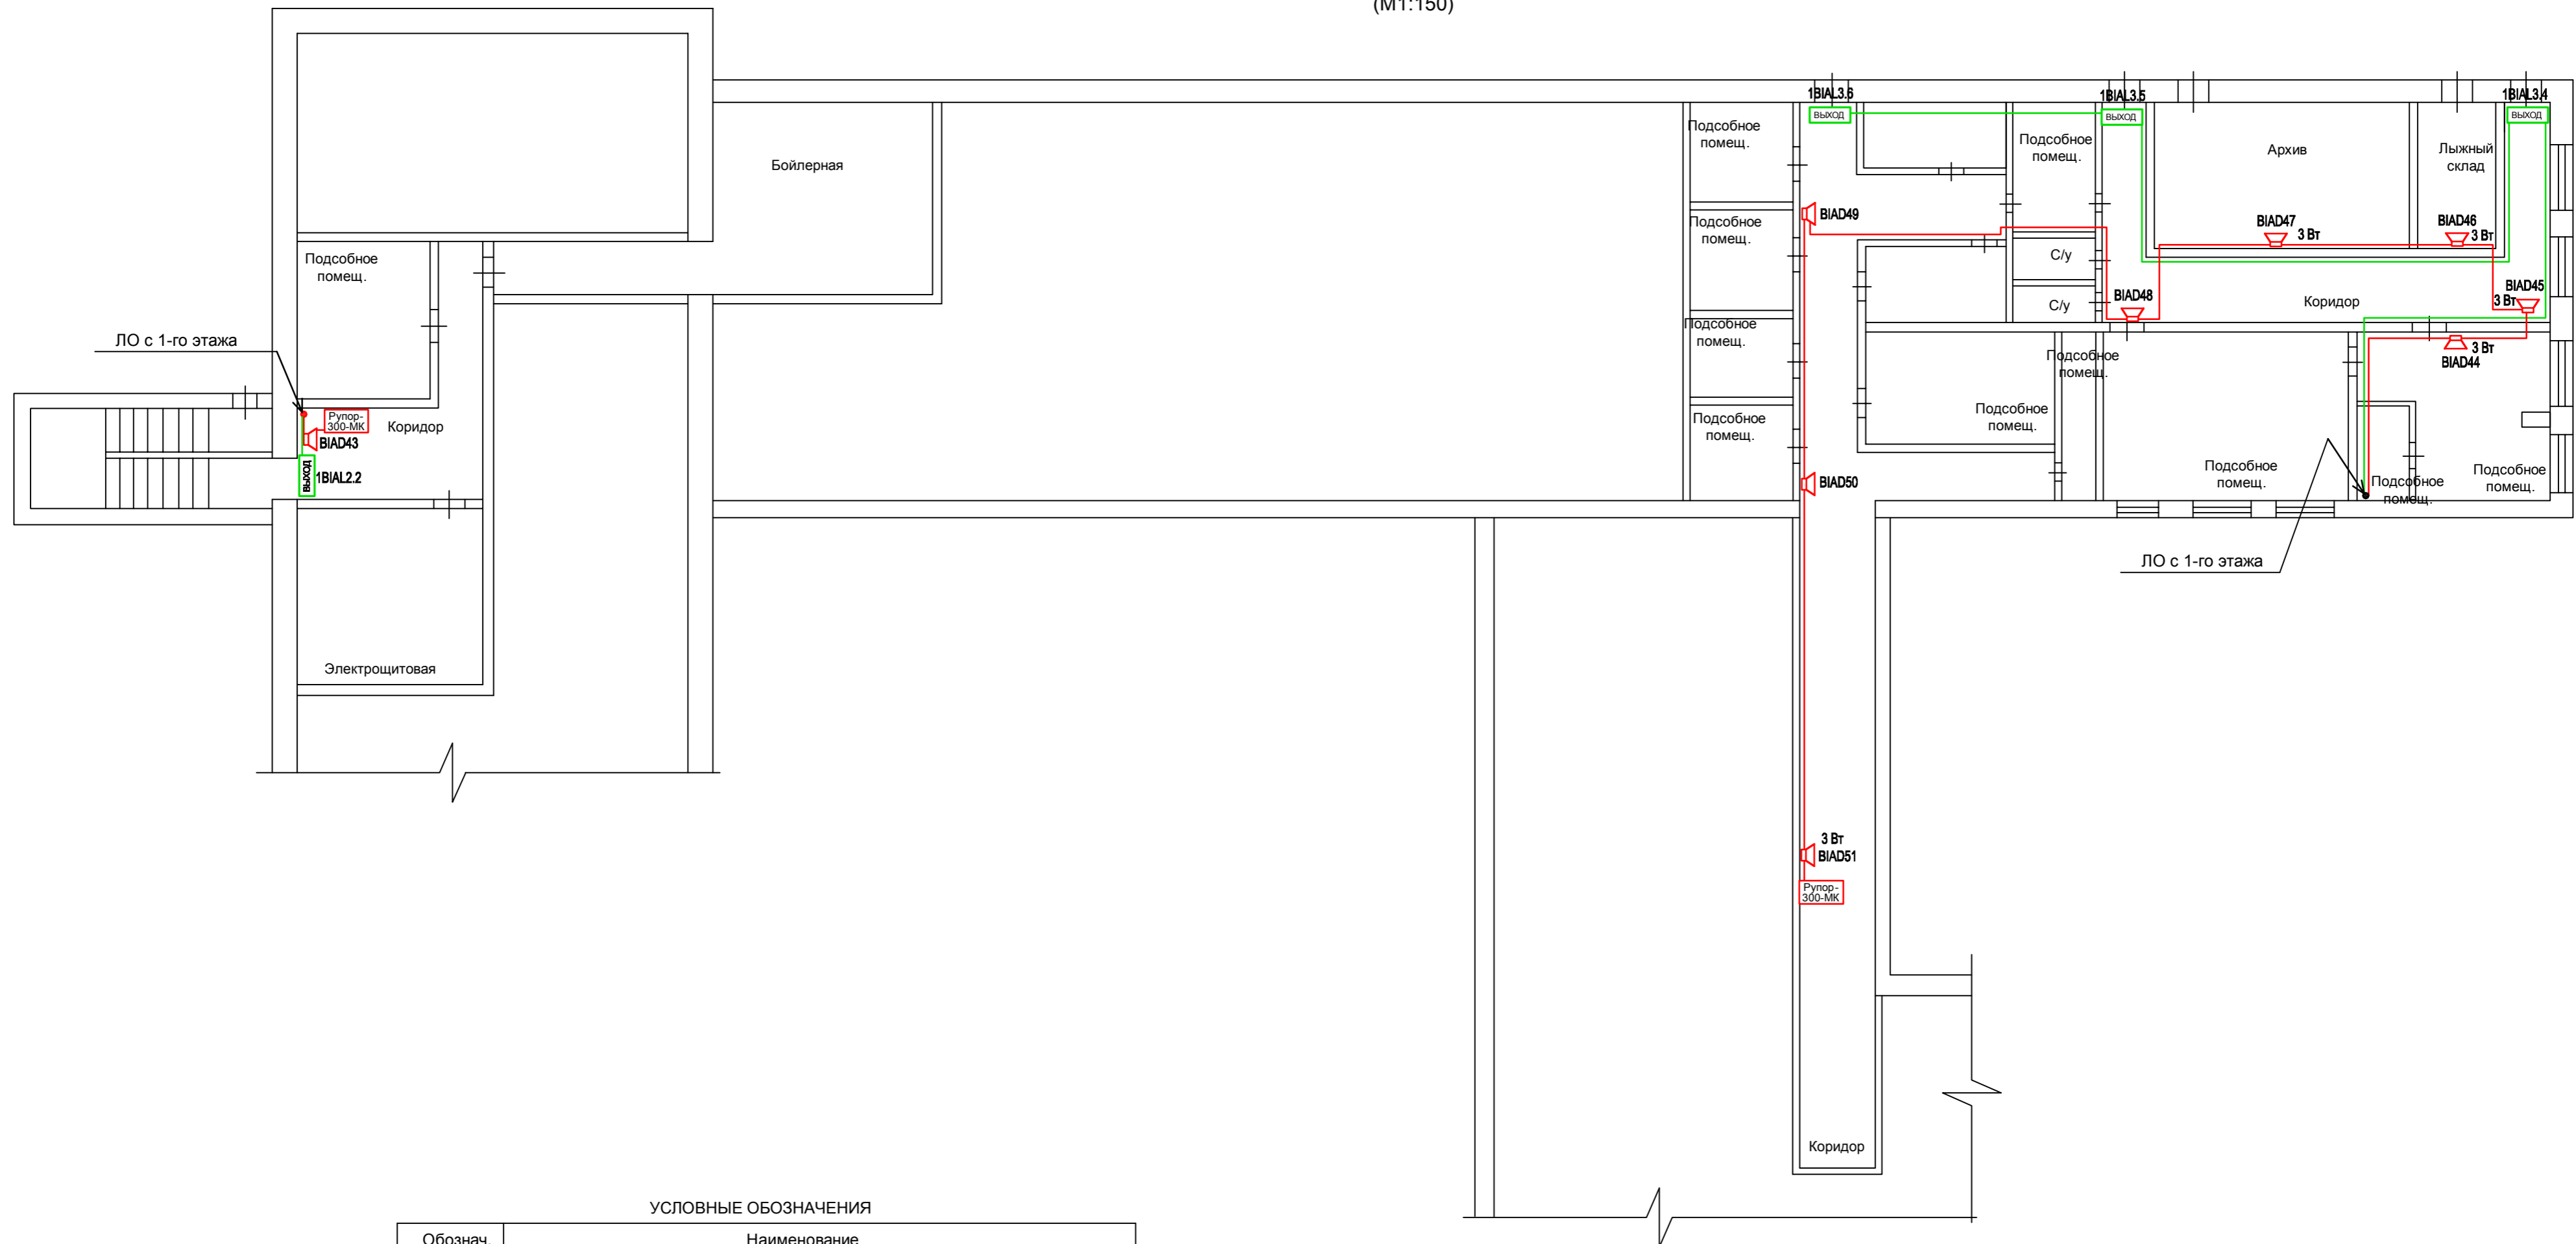 (М1:150)
1BIAL3.6
ВЫХОД
1BIAL3.5
ВЫХОД
1BIAL3.4
ВЫХОД
Бойлерная
Подсобное
помещ.
Подсобное
помещ.
Архив
Лыжный
склад
BIAD49
Подсобное
помещ.
BIAD47
3 Вт
BIAD46
3 Вт
Подсобное
помещ.
С/у
С/у
BIAD48
Коридор
BIAD45
3 Вт
ЛО с 1-го этажа
Подсобное
помещ.
Подсобное
помещ.
3 Вт
BIAD44
Рупор-
300-МК
BIAD43
Коридор
ВЫХОД
1BIAL2.2
Подсобное
помещ.
Подсобное
помещ.
BIAD50
Подсобное
помещ.
Подсобное
помещ.
Подсобное
помещ.
ЛО с 1-го этажа
Электрощитовая
3 Вт
BIAD51
Рупор-
300-МК
Коридор
УСЛОВНЫЕ ОБОЗНАЧЕНИЯ
Обознач.
Наименование